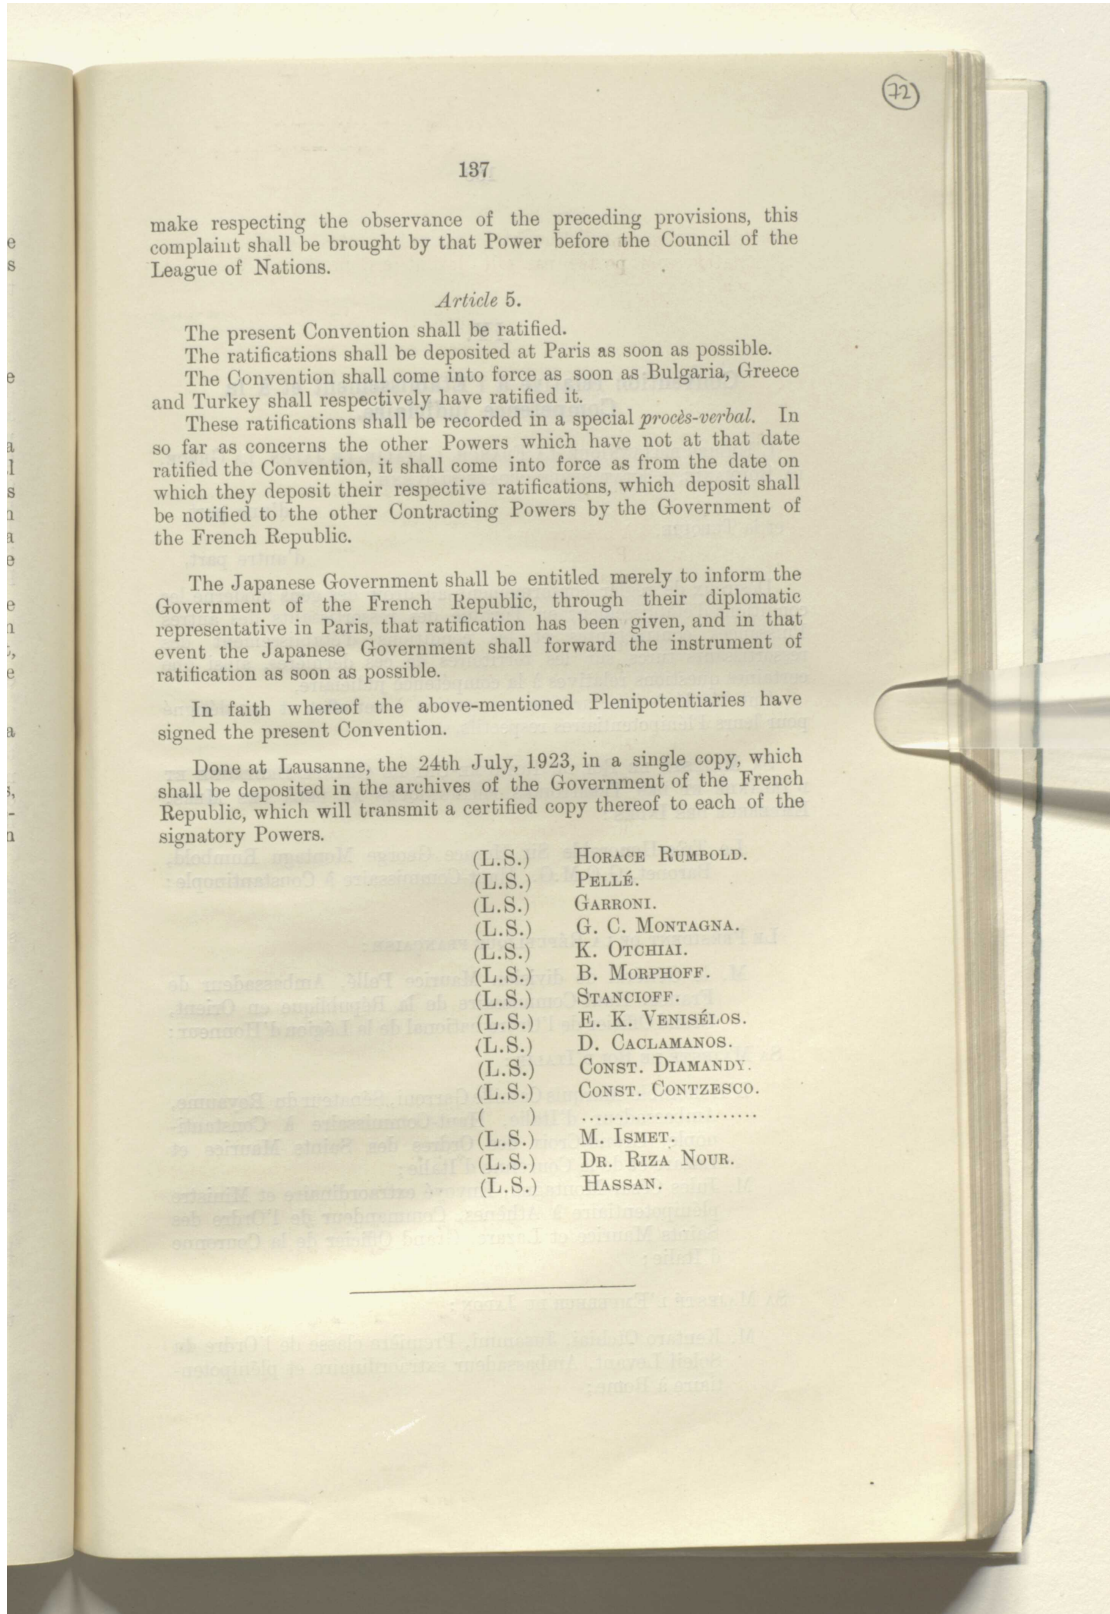 72
137
make respecting the observance of the preceding provisions, this
complaint shall be brought by that Power before the Council of the
League of Nations.
Article 5.
The present Convention shall be ratified.
The ratifications shall be deposited at Paris as soon as possible.
The Convention shall come into force as soon as Bulgaria, Greece
and Turkey shall respectively have ratified it.
These ratifications shall be recorded in a special procès-verbal. In
so far as concerns the other Powers which have not at that date
ratified the Convention, it shall come into force as from the date on
which they deposit their respective ratifications, which deposit shall
be notified to the other Contracting Powers by the Government of
the French Republic.
The Japanese Government shall be entitled merely to inform the
Government of the French Republic, through their diplomatic
representative in Paris, that ratification has been given, and in that
event the Japanese Government shall forward the instrument of
ratification as soon as possible.
In faith whereof the above-mentioned Plenipotentiaries have
signed the present Convention.
Done at Lausanne, the 24th July, 1923, in a single copy, which
shall be deposited in the archives of the Government of the French
Republic, which will transmit a certified copy thereof to each of the
signatory Powers.
(L.S.) HORACE RUMBOLD.
(L.S.) PELLÉ.
(L.S.) GARRONI.
(L.S.) G. C. MONTAGNA.
(L.S.) K. OTCHIAI.
(L.S.) B. MORPHOFF.
(L.S.) STANCIOFF.
(L.S.) E. K. VENISÉLOS.
(L.S.) D. CACLAMANOS.
(L.S.) CONST. DIAMANDY.
(L.S.) CONST. CONTZESCO.
( ) ........................
(L.S.) M. ISMET.
(L.S.) DR. RIZA NOUR.
(L.S.) HASSAN.